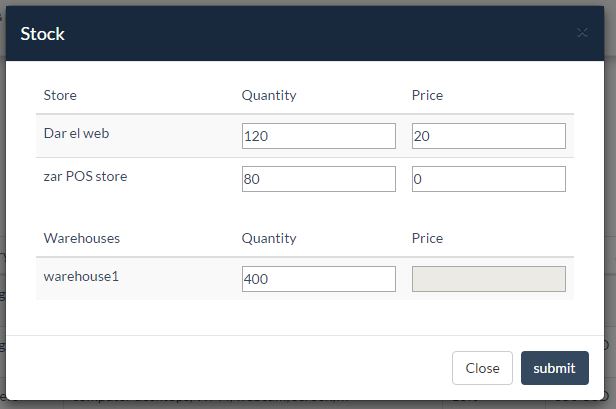 Stock
Store Quantity Price
Dar el web 120 20
zar POS store 80 0
Warehouses Quantity Price
warehouse1 400
Close submit